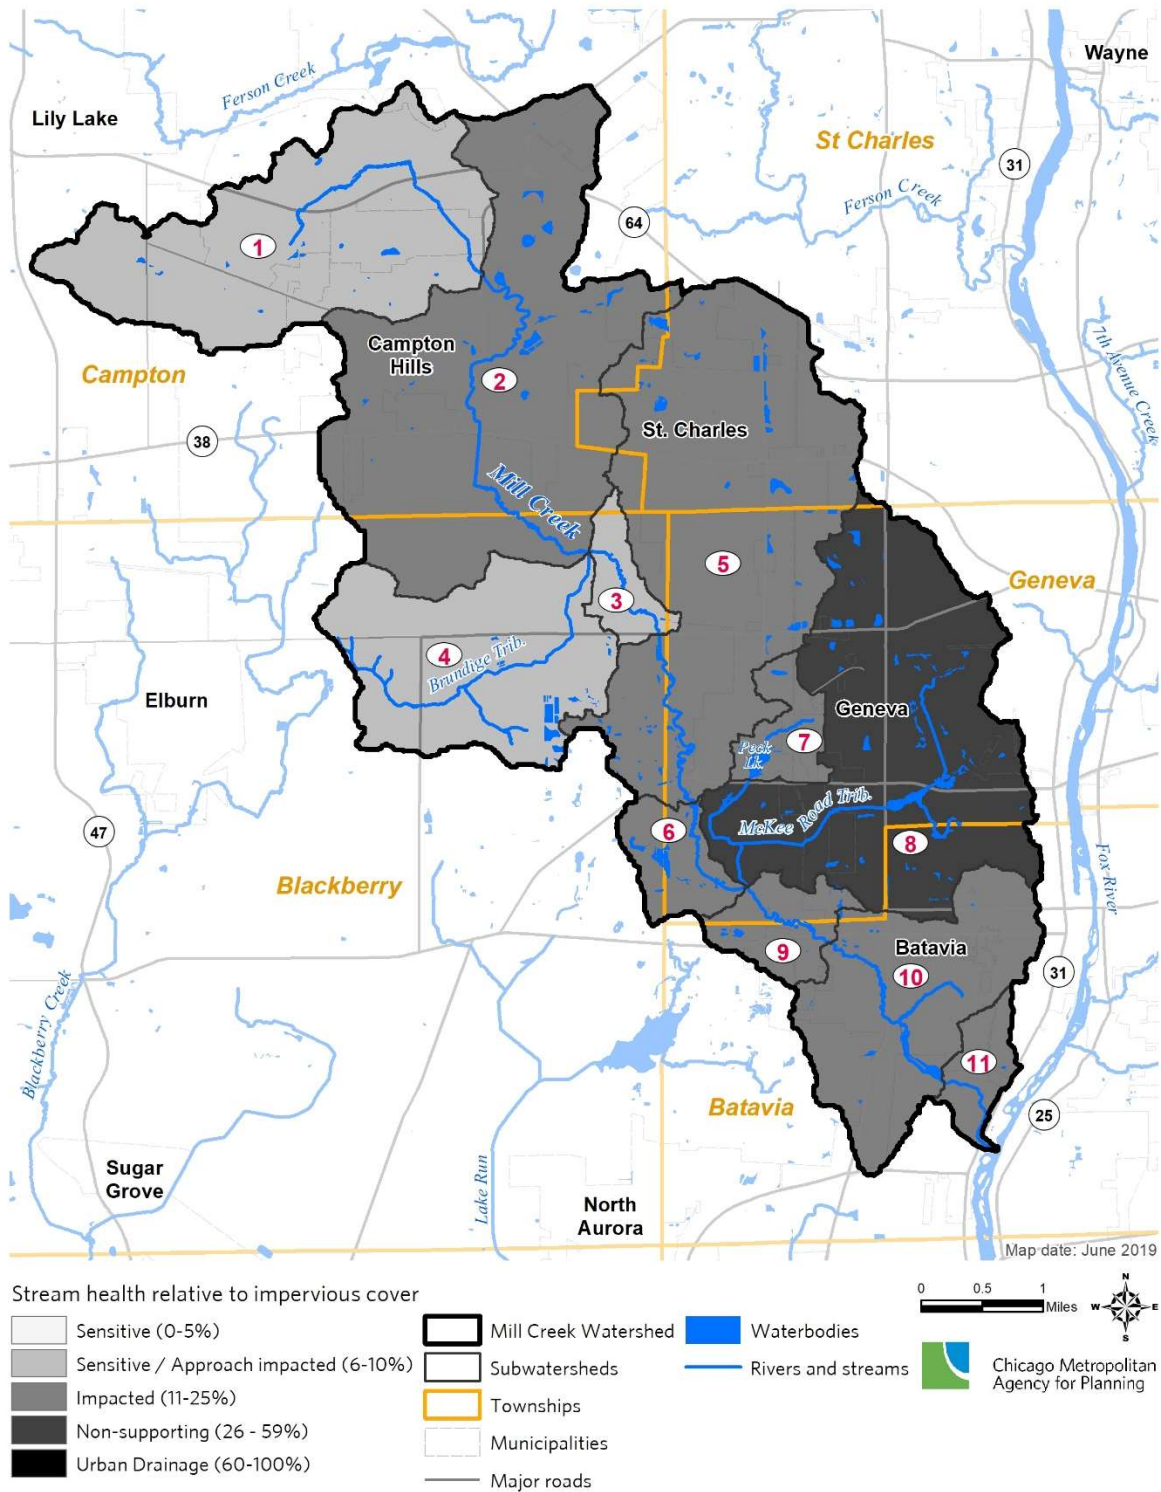 Wayne
Ferson Creek
Lily Lake
St Charles
31
Ferson Creek
64
1
7th Avenue Creek
Campton
Hills
Campton
2
St. Charles
38
Mill Creek
5
Geneva
3
4
Brundige Trib.
Elburn
Geneva
7
Peck
Lk.
McKee Road Trib.
6
47
8
Blackberry
Fox River
Batavia
9
10
31
Blackberry Creek
11
Batavia
25
Sugar
Grove
Lake Run
North
Aurora
Map date: June 2019
Stream health relative to impervious cover
Sensitive (0-5%)
Sensitive / Approach impacted (6-10%)
Impacted (11-25%)
Non-supporting (26 - 59%)
Urban Drainage (60-100%)
Mill Creek Watershed
Subwatersheds
Townships
Municipalities
Major roads
Waterbodies
Rivers and streams
0 0.5 1
Miles
N
W E
S
Chicago Metropolitan
Agency for Planning